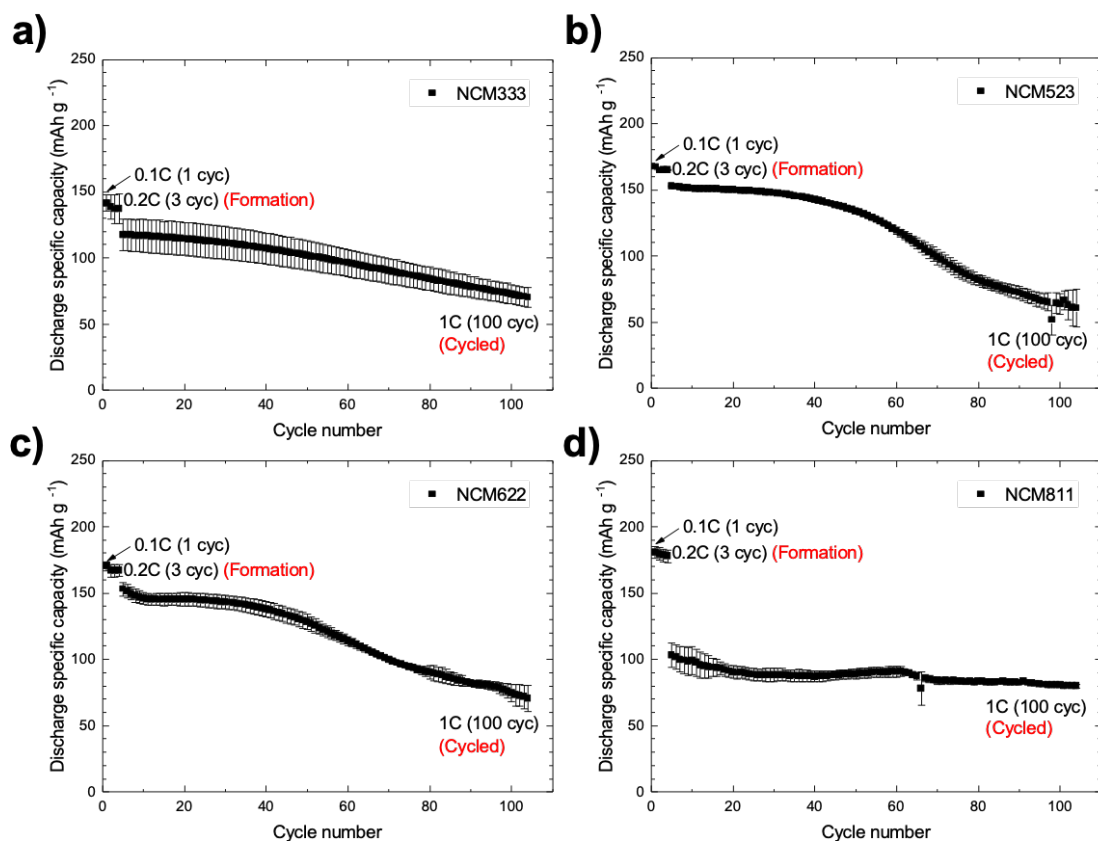 a)
250
200
150
100
50
0
Discharge specific capacity (mAh g -1)
NCM333
0.1C (1 cyc)
0.2C (3 cyc) (Formation)
1C (100 cyc)
(Cycled)
0 20 40 60 80 100
Cycle number
b)
250
200
150
100
50
0
Discharge specific capacity (mAh g -1)
NCM523
0.1C (1 cyc)
0.2C (3 cyc) (Formation)
1C (100 cyc)
(Cycled)
0 20 40 60 80 100
Cycle number
c)
250
200
150
100
50
0
Discharge specific capacity (mAh g -1)
NCM622
0.1C (1 cyc)
0.2C (3 cyc) (Formation)
1C (100 cyc)
(Cycled)
0 20 40 60 80 100
Cycle number
d)
250
200
150
100
50
0
Discharge specific capacity (mAh g -1)
NCM811
0.1C (1 cyc)
0.2C (3 cyc) (Formation)
1C (100 cyc)
(Cycled)
0 20 40 60 80 100
Cycle number